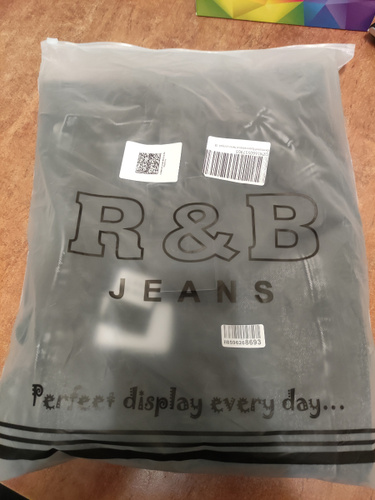 R & B
JEANS
Perfect display every day...